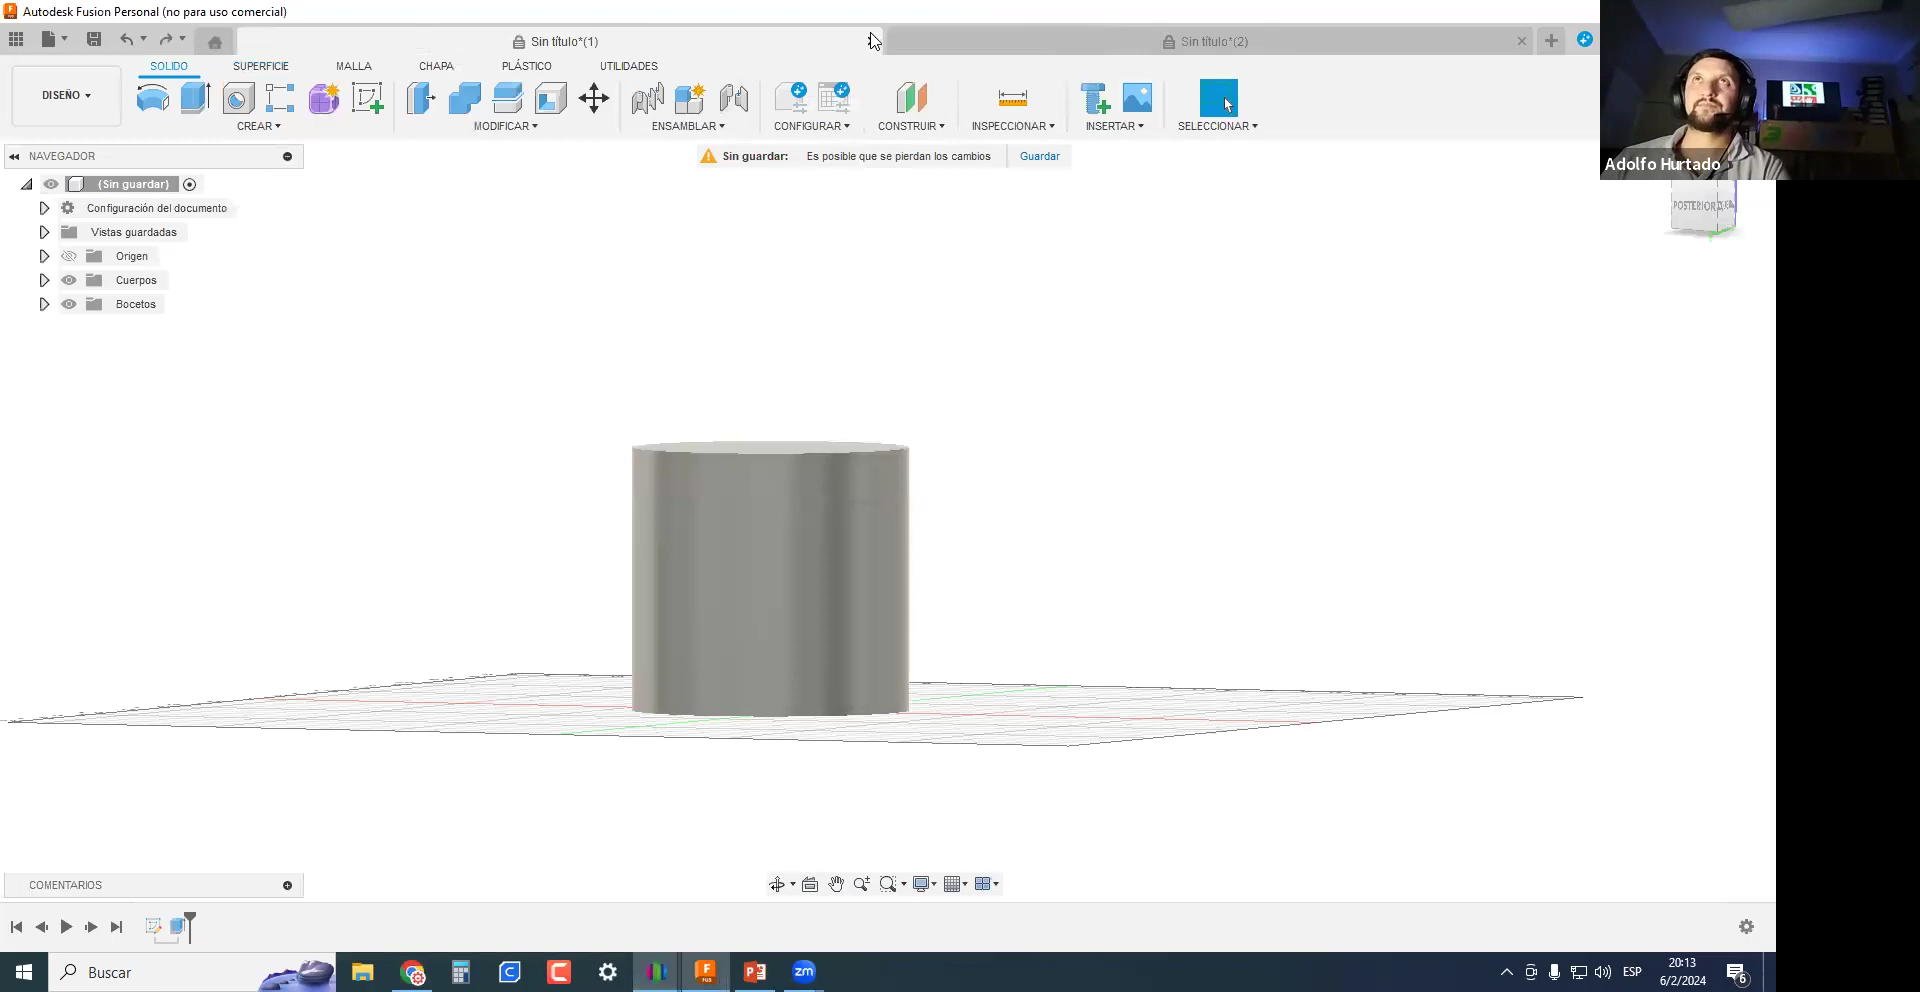 Autodesk Fusion Personal (no para uso comercial)
Sin título*(1)
Sin título*(2)
DISEÑO
SOLIDO
SUPERFICIE
MALLA
CHAPA
PLÁSTICO
UTILIDADES
CREAR
MODIFICAR
ENSAMBLAR
CONFIGURAR
CONSTRUIR
INSPECCIONAR
INSERTAR
SELECCIONAR
Adolfo Hurtado
NAVEGADOR
Sin guardar: Es posible que se pierdan los cambios Guardar
(Sin guardar)
Configuración del documento
Vistas guardadas
Origen
Cuerpos
Bocetos
POSTERIOR
COMENTARIOS
Buscar
ESP
20:13
6/2/2024
6